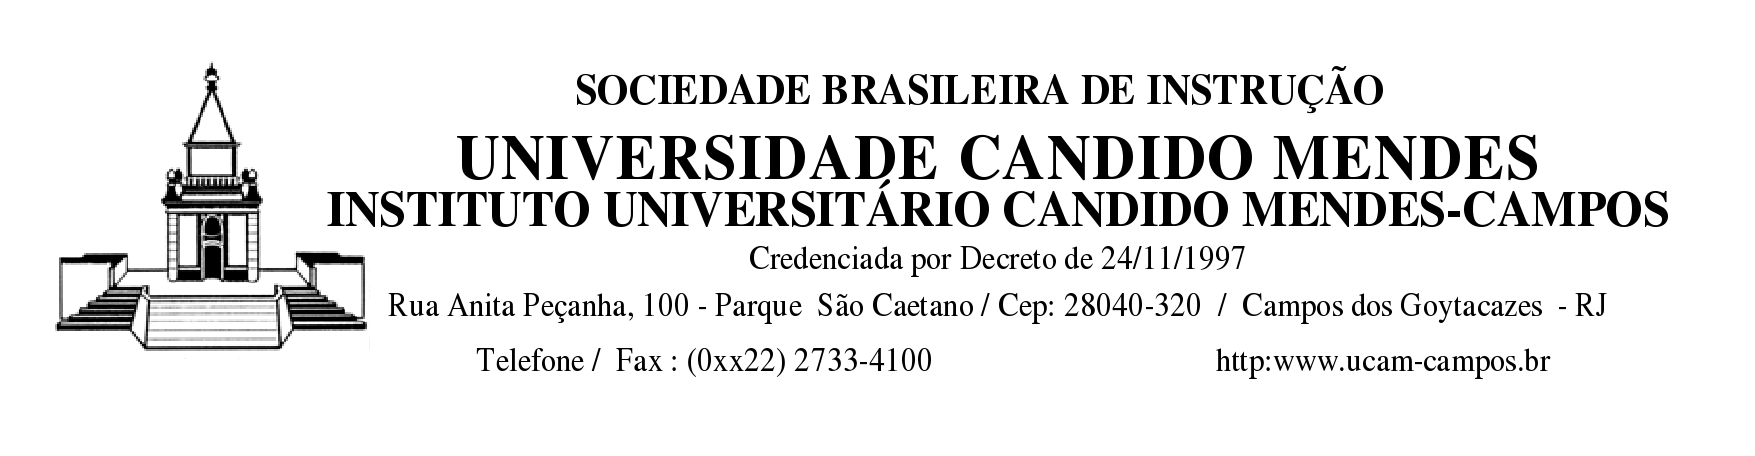 SOCIEDADE BRASILEIRA DE INSTRUÇÃO
UNIVERSIDADE CANDIDO MENDES
INSTITUTO UNIVERSITÁRIO CANDIDO MENDES-CAMPOS
Credenciada por Decreto de 24/11/1997
Rua Anita Peçanha, 100 - Parque  São Caetano / Cep: 28040-320  /  Campos dos Goytacazes  - RJ
Telefone /  Fax : (0xx22) 2733-4100 http:www.ucam-campos.br